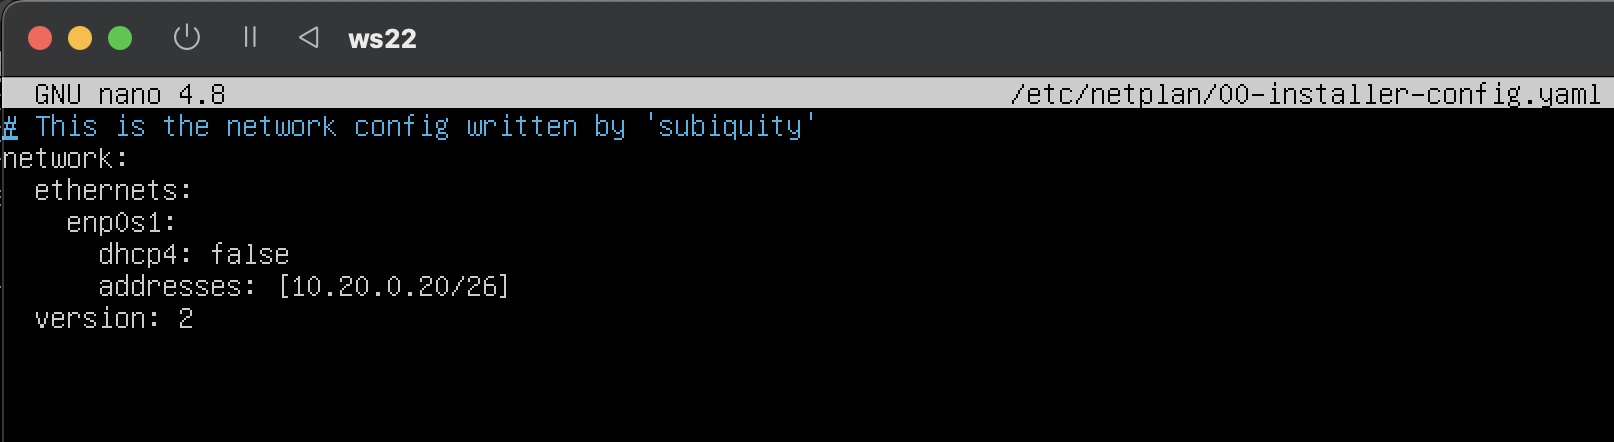 ws22
GNU nano 4.8 /etc/netplan/00-installer-config.yaml
# This is the network config written by 'subiquity'
network:
  ethernets:
    enp0s1:
      dhcp4: false
      addresses: [10.20.0.20/26]
  version: 2